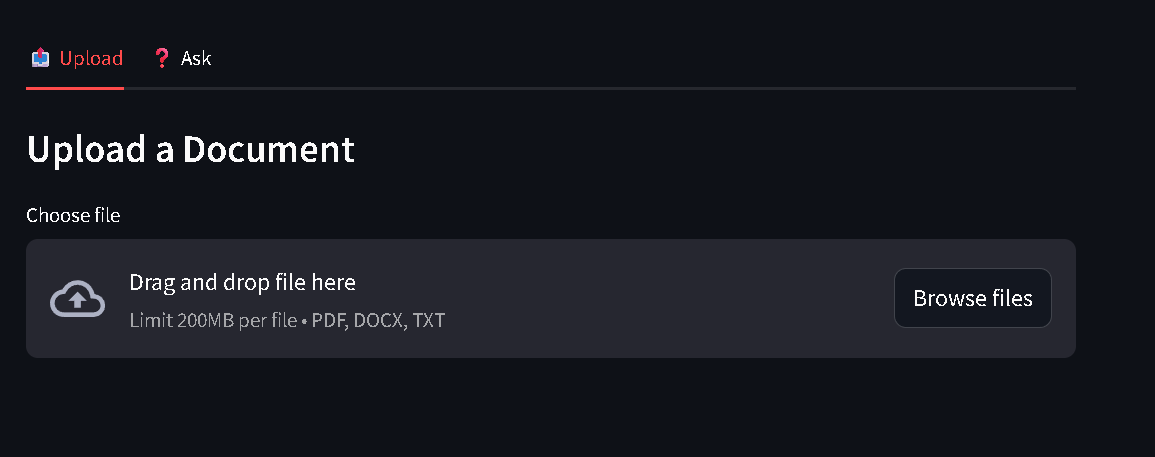 Upload ❓ Ask
Upload a Document
Choose file
Drag and drop file here
Limit 200MB per file • PDF, DOCX, TXT
Browse files